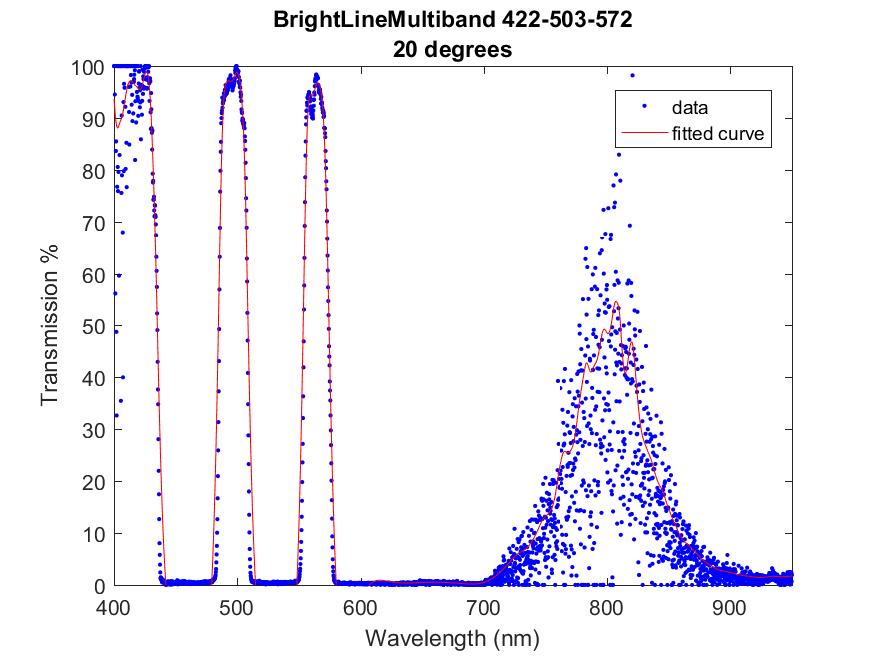 BrightLineMultiband 422-503-572
20 degrees
100
90
80
70
60
50
40
30
20
10
0
Transmission %
data
fitted curve
400 500 600 700 800 900
Wavelength (nm)